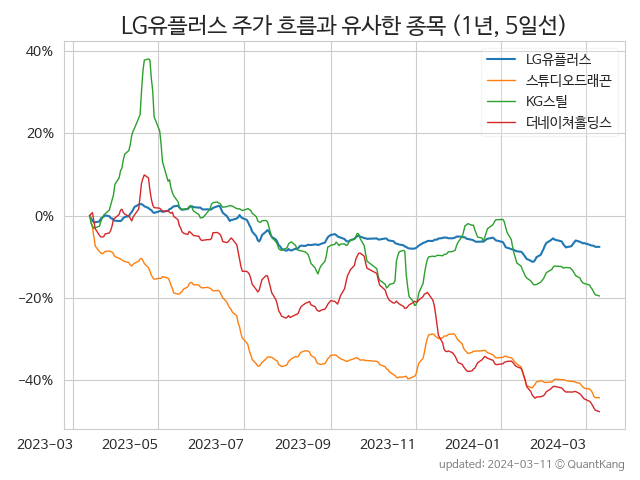 LG유플러스 주가 흐름과 유사한 종목 (1년, 5일선)
LG유플러스
스튜디오드래곤
KG스틸
더네이쳐홀딩스
40%
20%
0%
−20%
−40%
2023−03
2023−05
2023−07
2023−09
2023−11
2024−01
2024−03
updated: 2024-03-11 © QuantKang